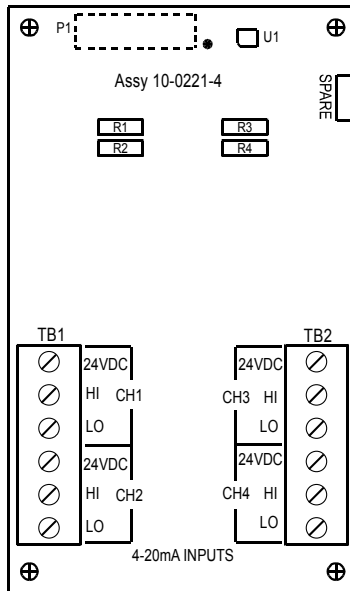 P1
U1
Assy 10-0221-4
SPARE
R1
R3
R2
R4
TB1
TB2
24VDC
24VDC
HI CH1
CH3 HI
LO
LO
24VDC
24VDC
HI CH2
CH4 HI
LO
LO
4-20mA INPUTS